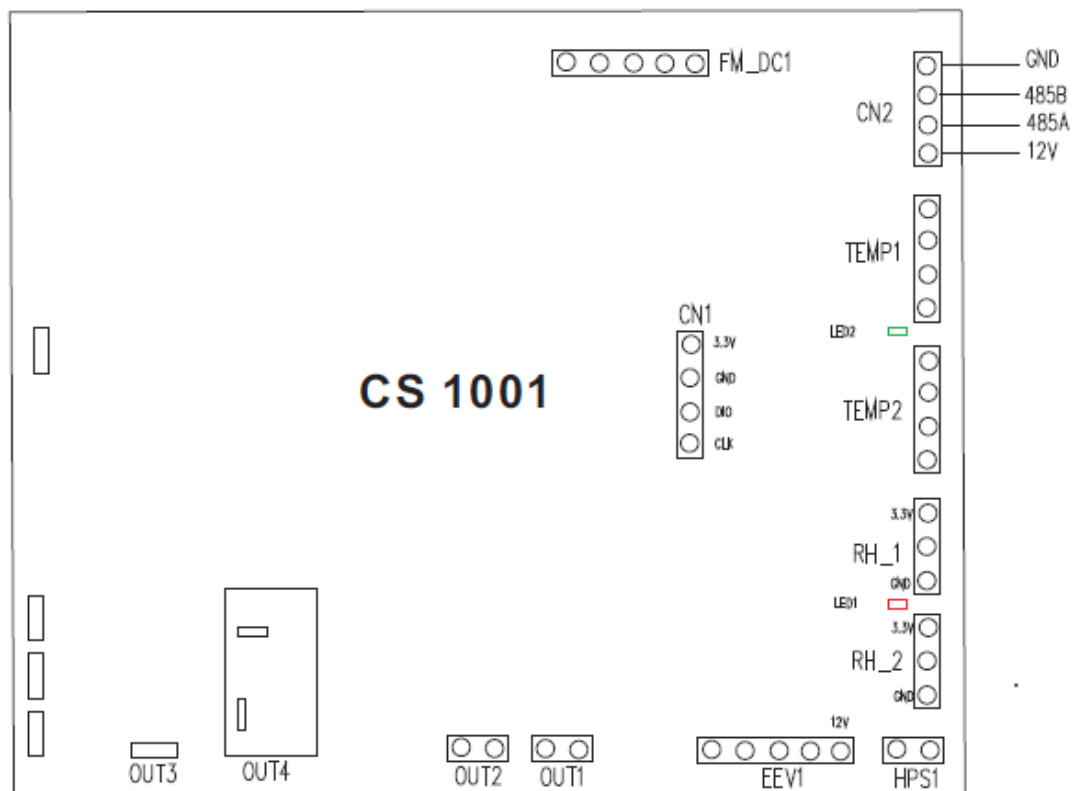 FM_DC1
GND
CN2
485B
485A
12V
TEMP1
CN1
3.3V
LED2
GND
CS 1001
DIO
TEMP2
CLK
3.3V
RH_1
GND
LED1
3.3V
RH_2
GND
12V
OUT3
OUT4
OUT2
OUT1
EEV1
HPS1